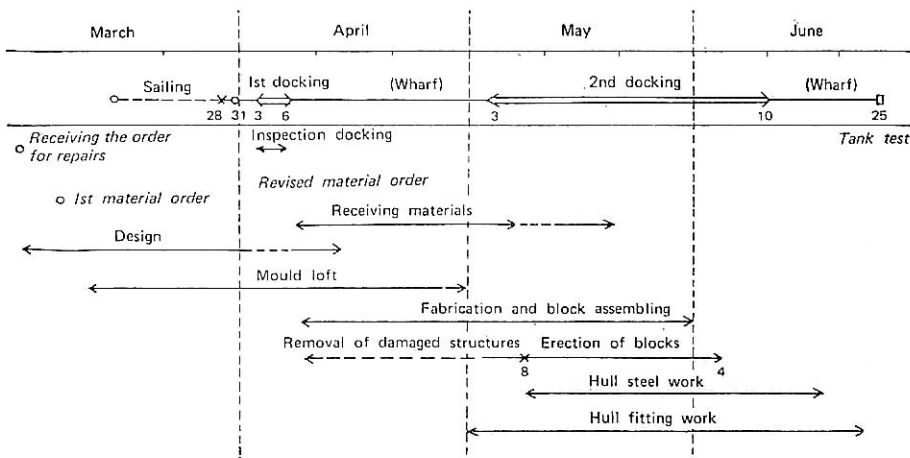 March April May June
Sailing Ist docking (Wharf) 2nd docking (Wharf)
28 31 3 6 3 10 25
Receiving the order
for repairs
Inspection docking
Tank test
Ist material order
Revised material order
Receiving materials
Design
Mould loft
Fabrication and block assembling
Removal of damaged structures Erection of blocks
8 4
Hull steel work
Hull fitting work